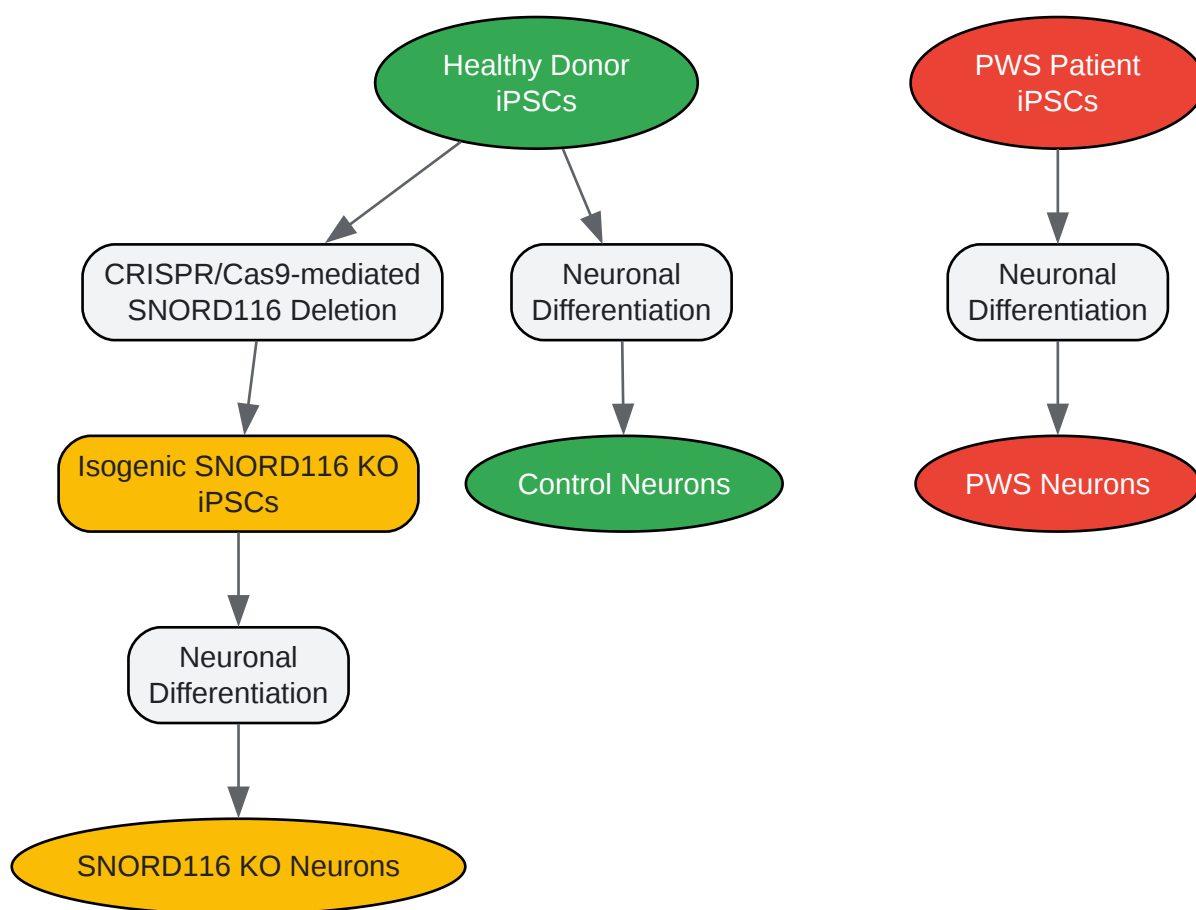 Healthy Donor
iPSCs
PWS Patient
iPSCs
CRISPR/Cas9-mediated
SNORD116 Deletion
Neuronal
Differentiation
Neuronal
Differentiation
Isogenic SNORD116 KO
iPSCs
Control Neurons
PWS Neurons
Neuronal
Differentiation
SNORD116 KO Neurons